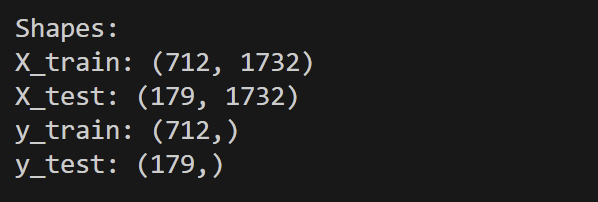 Shapes:
X_train: (712, 1732)
X_test: (179, 1732)
y_train: (712,)
y_test: (179,)